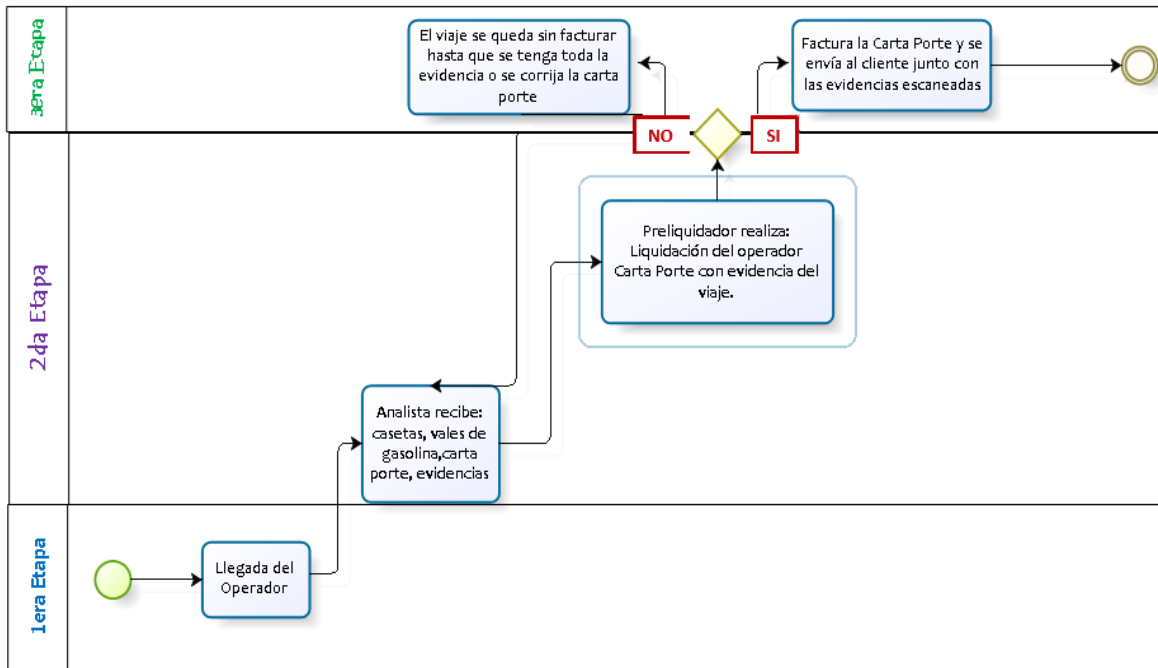 3era Etapa
El viaje se queda sin facturar
hasta que se tenga toda la
evidencia o se corrija la carta
porte
Factura la Carta Porte y se
envía al cliente junto con
las evidencias escaneadas
NO
SI
2da Etapa
Preliquidador realiza:
Liquidación del operador
Carta Porte con evidencia del
viaje.
Analista recibe:
casetas, vales de
gasolina,carta
porte, evidencias
1era Etapa
Llegada del
Operador